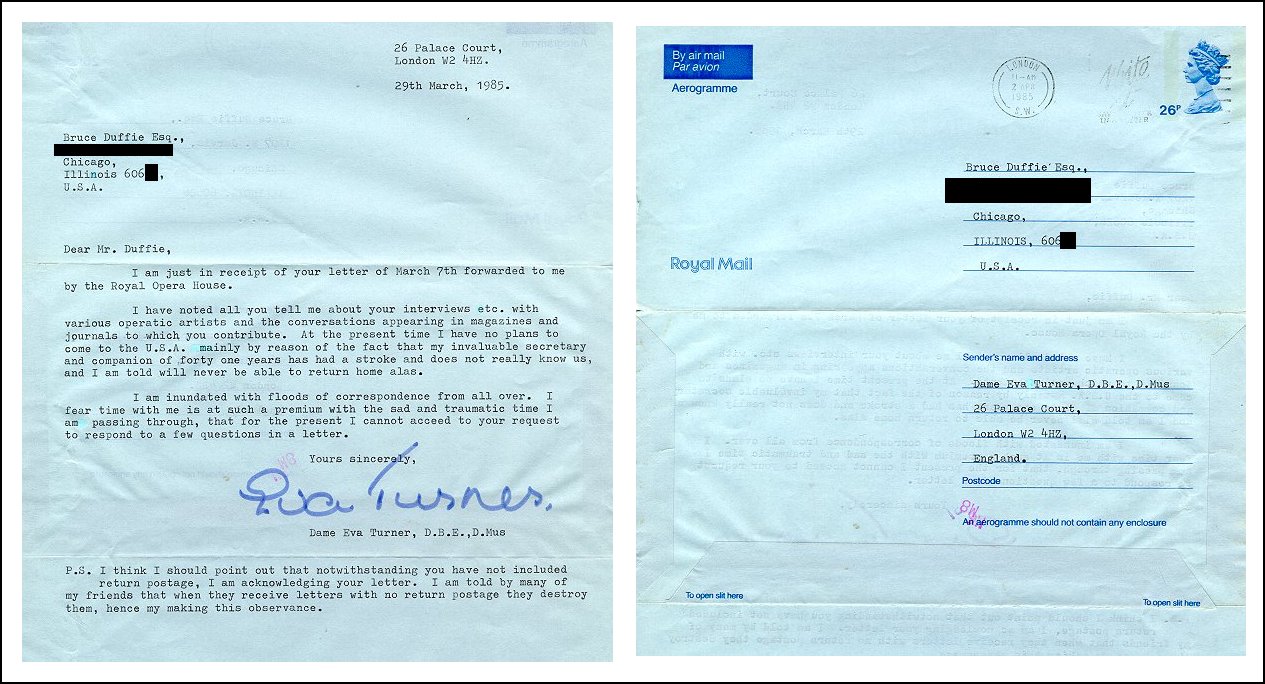 26 Palace Court,
London W2 4HZ.
29th March, 1985.
Bruce Duffie Esq.,
Chicago,
Illinois 606 ,
U.S.A.
Dear Mr. Duffie,
I am just in receipt of your letter of March 7th forwarded to me
by the Royal Opera House.
I have noted all you tell me about your interviews etc. with
various operatic artists and the conversations appearing in magazines and
journals to which you contribute. At the present time I have no plans to
come to the U.S.A. mainly by reason of the fact that my invaluable secretary
and companion of forty one years has had a stroke and does not really know us,
and I am told will never be able to return home alas.
I am inundated with floods of correspondence from all over. I
fear time with me is at such a premium with the sad and traumatic time I
am passing through, that for the present I cannot acceed to your request
to respond to a few questions in a letter.
Yours sincerely,
Eva Turner.
Dame Eva Turner, D.B.E.,D.Mus
P.S. I think I should point out that notwithstanding you have not included
return postage, I am acknowledging your letter. I am told by many of
my friends that when they receive letters with no return postage they destroy
them, hence my making this observance.
By air mail
Par avion
Aerogramme
LONDON
11-AM
2 APR
1985
S.W.
26P
Bruce Duffie Esq.,
Chicago,
ILLINOIS, 606
U.S.A.
Royal Mail
Sender's name and address
Dame Eva Turner, D.B.E.,D.Mus
26 Palace Court,
London W2 4HZ,
England.
Postcode
An aerogramme should not contain any enclosure
To open slit here
To open slit here